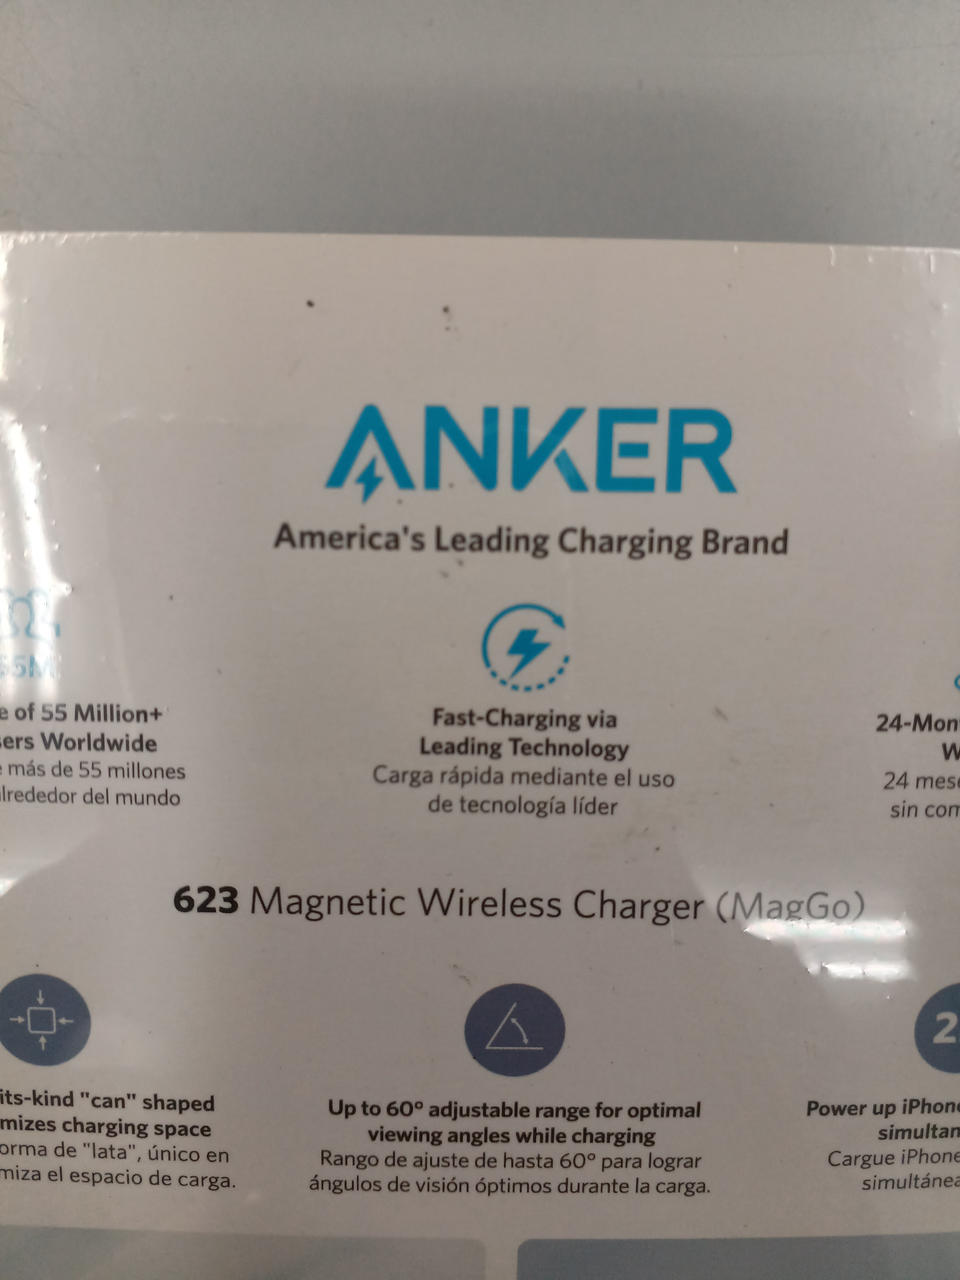 ANKER
America's Leading Charging Brand
55M
of 55 Million+
Worldwide
más de 55 millones
alrededor del mundo
Fast-Charging via
Leading Technology
Carga rápida mediante el uso
de tecnología líder
24-Mon
W
24 mese
sin com
623 Magnetic Wireless Charger (MagGo)
its-kind "can" shaped
mizes charging space
orma de "lata", único en
miza el espacio de carga.
Up to 60° adjustable range for optimal
viewing angles while charging
Rango de ajuste de hasta 60° para lograr
ángulos de visión óptimos durante la carga.
2
Power up iPhone
simultan
Cargue iPhone
simultánea